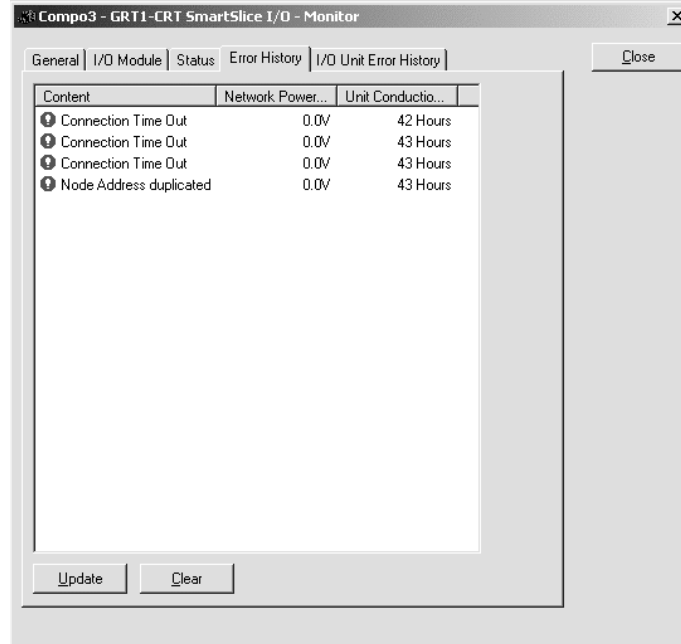 Compo3 - GRT1-CRT SmartSlice I/O - Monitor
General I/O Module Status Error History I/O Unit Error History Close
Content Network Power... Unit Conductio...
Connection Time Out 0.0V 42 Hours
Connection Time Out 0.0V 43 Hours
Connection Time Out 0.0V 43 Hours
Node Address duplicated 0.0V 43 Hours
Update Clear